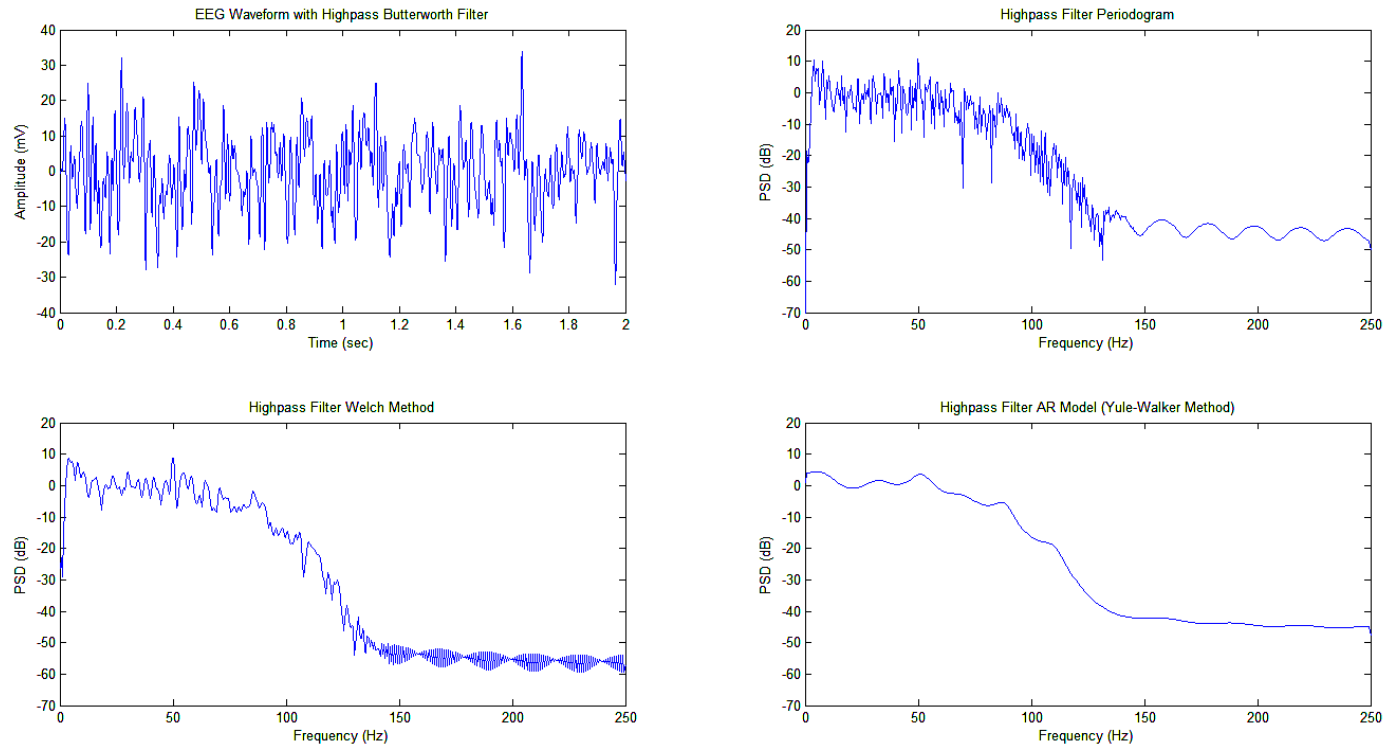 EEG Waveform with Highpass Butterworth Filter
40
30
20
10
0
-10
-20
-30
-40
Amplitude (mV)
0 0.2 0.4 0.6 0.8 1 1.2 1.4 1.6 1.8 2
Time (sec)
Highpass Filter Periodogram
20
10
0
-10
-20
-30
-40
-50
-60
-70
PSD (dB)
0 50 100 150 200 250
Frequency (Hz)
Highpass Filter Welch Method
20
10
0
-10
-20
-30
-40
-50
-60
-70
PSD (dB)
0 50 100 150 200 250
Frequency (Hz)
Highpass Filter AR Model (Yule-Walker Method)
20
10
0
-10
-20
-30
-40
-50
-60
-70
PSD (dB)
0 50 100 150 200 250
Frequency (Hz)